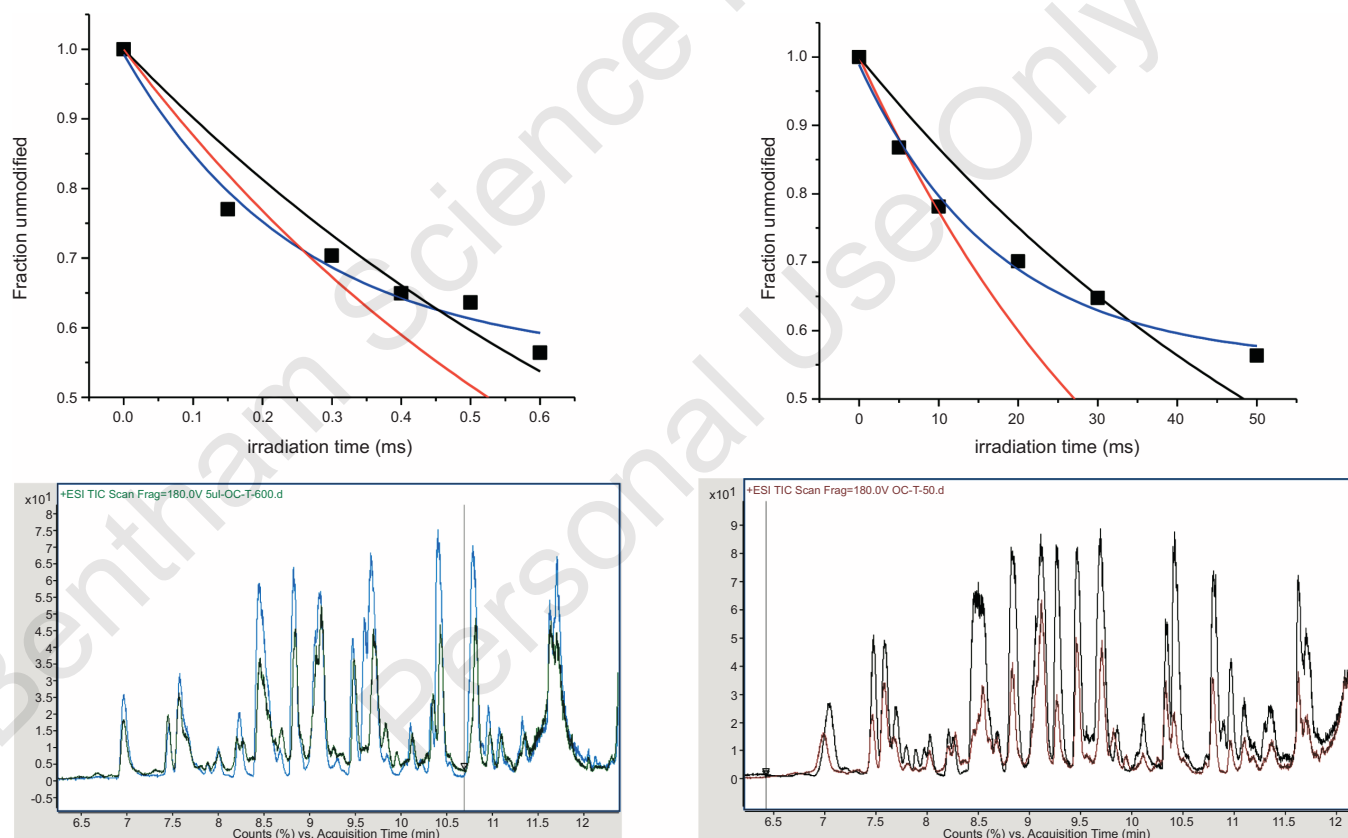 Bentham Science
Personal Use Only
Fraction unmodified
1.0
0.9
0.8
0.7
0.6
0.5
0.0 0.1 0.2 0.3 0.4 0.5 0.6
irradiation time (ms)
Fraction unmodified
1.0
0.9
0.8
0.7
0.6
0.5
0 10 20 30 40 50
irradiation time (ms)
+ESI TIC Scan Frag=180.0V 5ul-OC-T-600.d
x10¹
8.5
8
7.5
7
6.5
6
5.5
5
4.5
4
3.5
3
2.5
2
1.5
1
0.5
0
-0.5
6.5 7 7.5 8 8.5 9 9.5 10 10.5 11 11.5 12
Counts (%) vs. Acquisition Time (min)
+ESI TIC Scan Frag=180.0V OC-T-50.d
x10¹
9
8
7
6
5
4
3
2
1
0
6.5 7 7.5 8 8.5 9 9.5 10 10.5 11 11.5 12
Counts (%) vs. Acquisition Time (min)